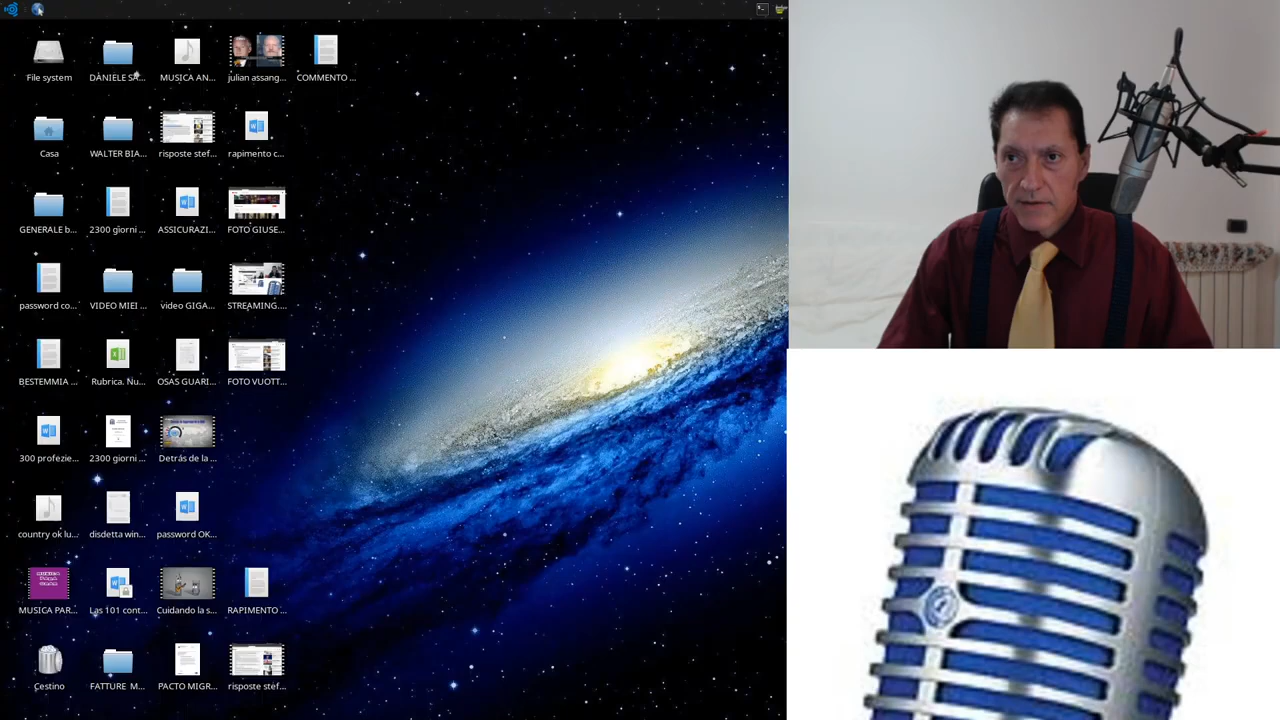 File system
DANIELE SA...
MUSICA AN...
julian assang...
COMMENTO ...
Casa
WALTER BIA...
risposte stef...
rapimento c...
GENERALE b...
2300 giorni ...
ASSICURAZI...
FOTO GIUSE...
password co...
VIDEO MIEI ...
video GIGA...
STREAMING....
BESTEMMIA ...
Rubrica. Nu...
OSAS GUARI...
FOTO VUOTT...
300 profezie...
2300 giorni ...
Detrás de la ...
country ok lu...
disdetta win...
password OK...
MUSICA PAR...
Las 101 cont...
Cuidando la s...
RAPIMENTO ...
Cestino
FATTURE M...
PACTO MIGR...
risposte stef...